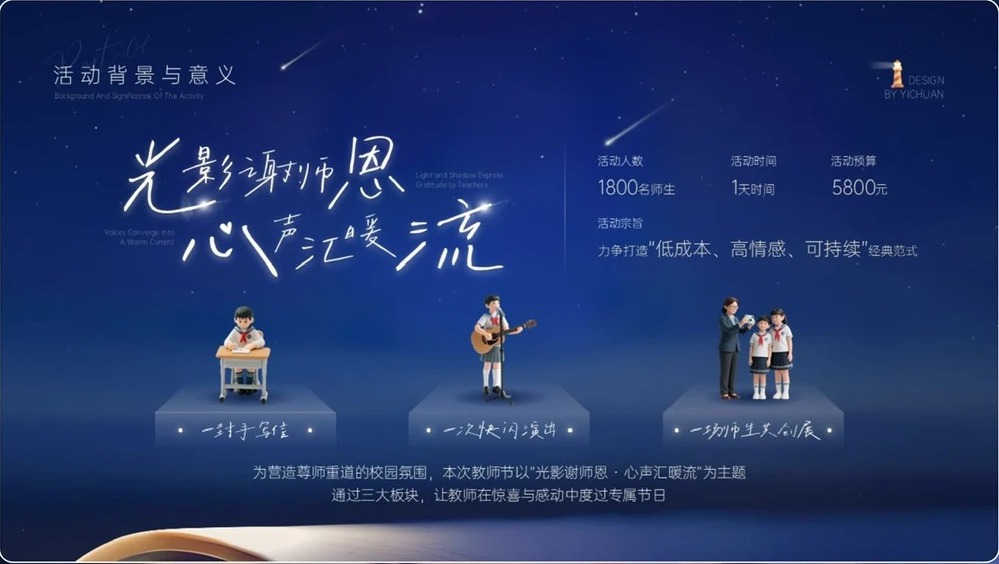 Part 01
活动背景与意义
Background And Significance Of The Activity
DESIGN
BY YICHUAN
光影谢师恩
Light and Shadow Express
Gratitude to Teachers
Voices Converge Into
A Warm Current
心声汇暖流
活动人数
1800名师生
活动时间
1天时间
活动预算
5800元
活动宗旨
力争打造“低成本、高情感、可持续”经典范式
· 一封手写信 ·
· 一次快闪演出 ·
· 一场师生共创展 ·
为营造尊师重道的校园氛围，本次教师节以“光影谢师恩 · 心声汇暖流”为主题
通过三大板块，让教师在惊喜与感动中度过专属节日